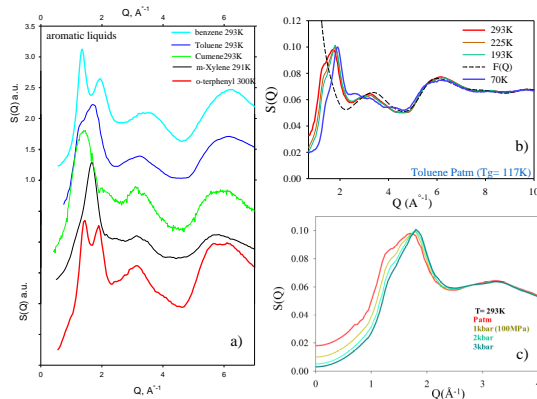 Q, A^-1
0 2 4 6
aromatic liquids
benzene 293K
Toluene 293K
Cumene293K
m-Xylene 291K
o-terphenyl 300K
S(Q) a.u.
3.0
2.5
2.0
1.5
S(Q) a.u.
a)
0 2 4 6
Q, A^-1
0.12
0.10
0.08
0.06
0.04
0.02
0.00
S(Q)
293K
225K
193K
F(Q)
70K
b)
Toluene Patm (Tg= 117K)
2 4 6 8 10
Q (A^-1)
0.10
0.08
0.06
0.04
0.02
0.00
S(Q)
T= 293K
Patm
1kbar (100MPa)
2kbar
3kbar
c)
0 1 2 3 4
Q(Å^-1)